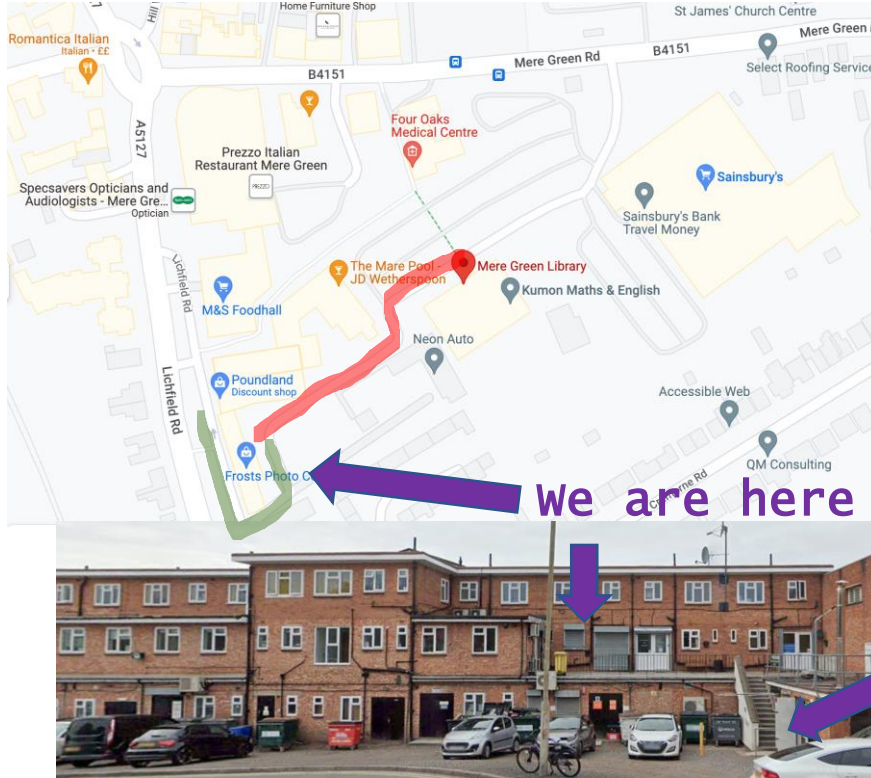 Home Furniture Shop
St James' Church Centre
Mere Green Rd
B4151
Mere Green
Romantica Italian
Italian · ££
Select Roofing Service
B4151
A5127
Four Oaks
Medical Centre
Prezzo Italian
Restaurant Mere Green
PREZZO
Specsavers Opticians and
Audiologists - Mere Gre...
Optician
Sainsbury's
Sainsbury's Bank
Travel Money
Lichfield Rd
The Mare Pool -
JD Wetherspoon
Mere Green Library
Kumon Maths & English
M&S Foodhall
Neon Auto
Lichfield Rd
Poundland
Discount shop
Accessible Web
Frosts Photo C
QM Consulting
We are here